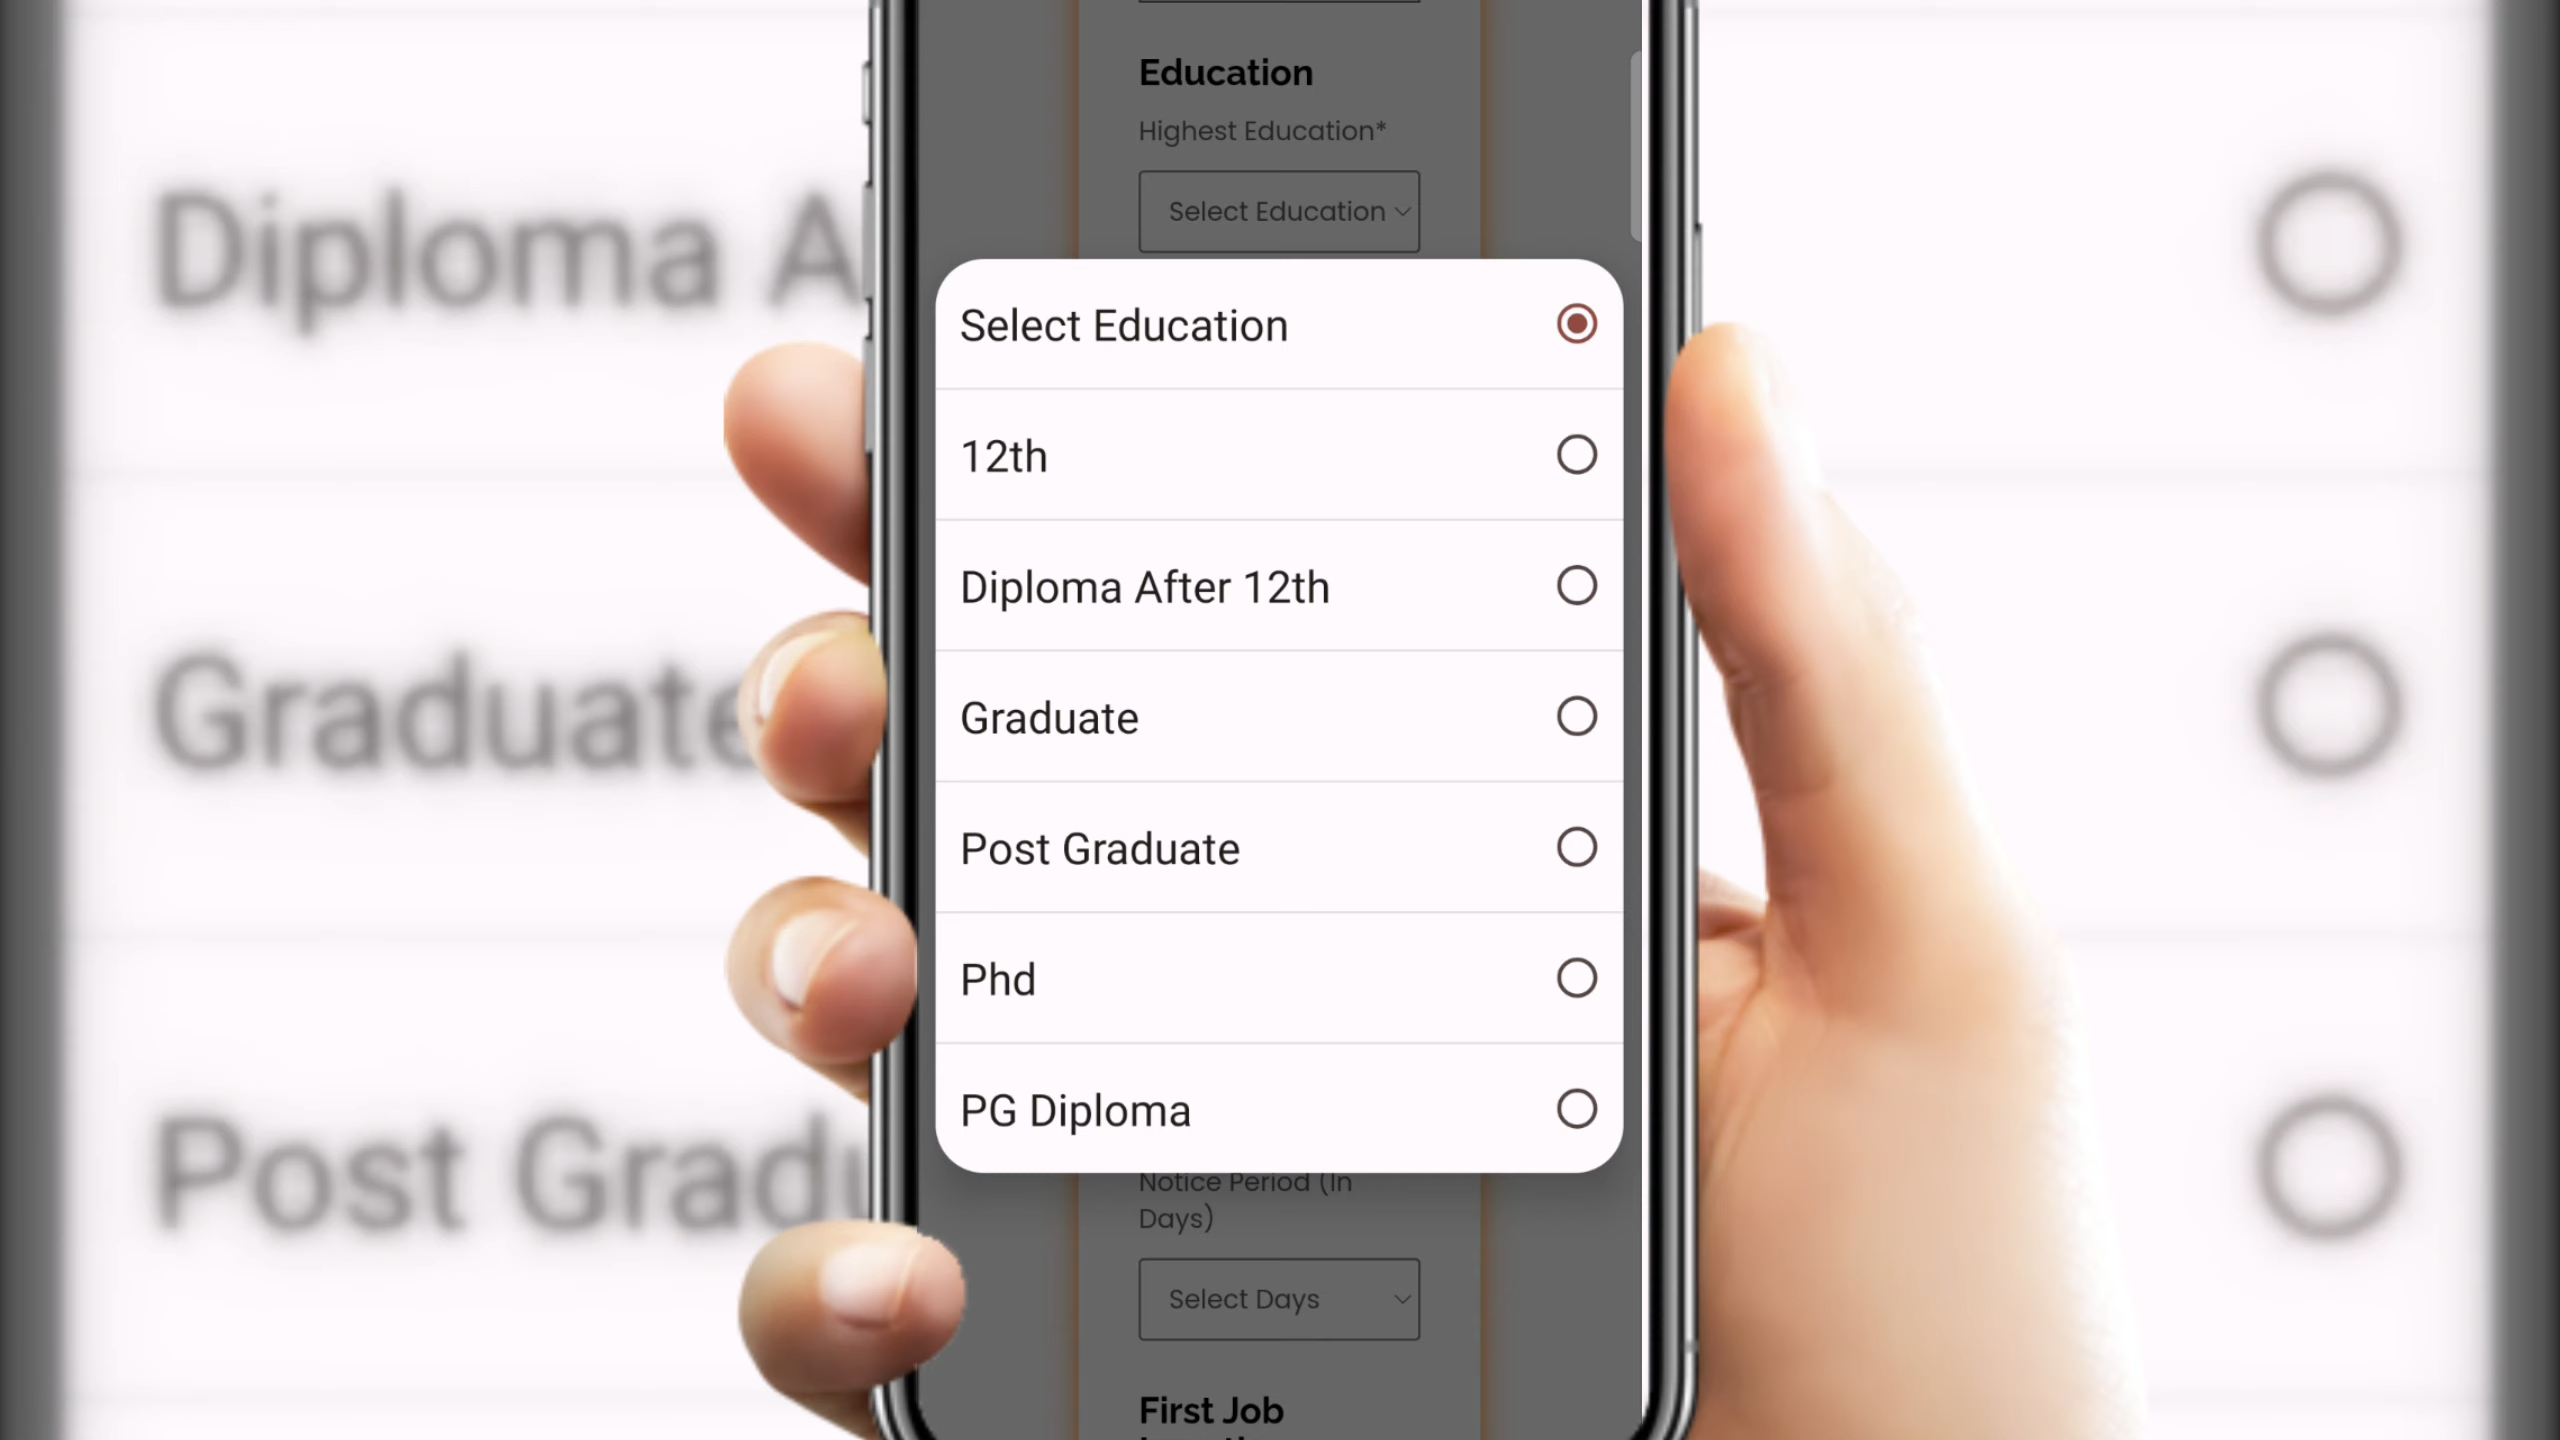 Education
Highest Education*
Select Education
Select Education
12th
Diploma After 12th
Graduate
Post Graduate
Phd
PG Diploma
Notice Period (In
Days)
Select Days
First Job
Diploma A
Graduate
Post Gradu